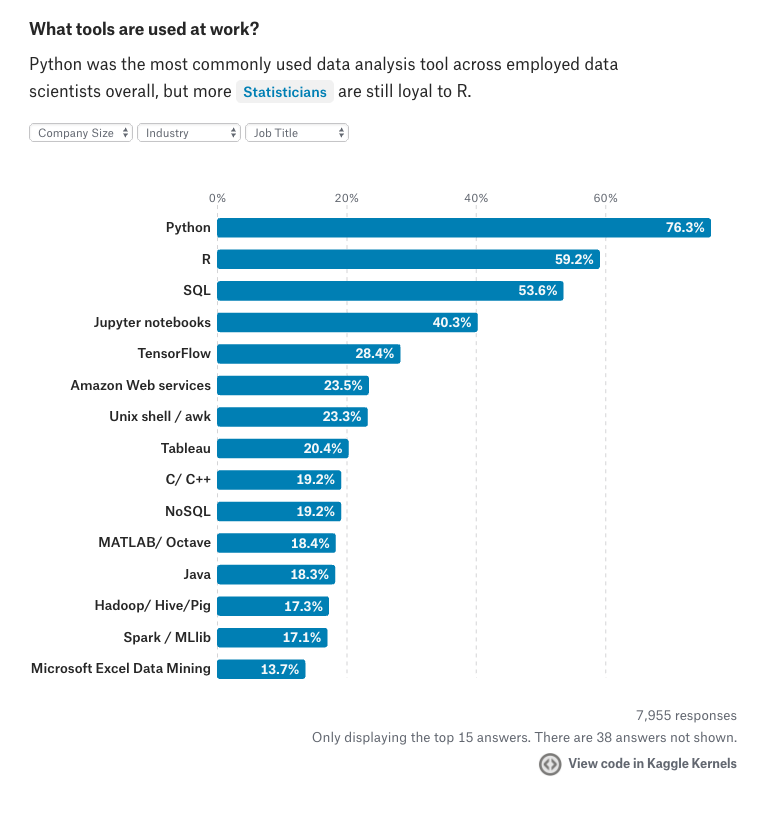 What tools are used at work?
Python was the most commonly used data analysis tool across employed data
scientists overall, but more Statisticians are still loyal to R.
Company Size Industry Job Title
0% 20% 40% 60%
Python 76.3%
R 59.2%
SQL 53.6%
Jupyter notebooks 40.3%
TensorFlow 28.4%
Amazon Web services 23.5%
Unix shell / awk 23.3%
Tableau 20.4%
C/ C++ 19.2%
NoSQL 19.2%
MATLAB/ Octave 18.4%
Java 18.3%
Hadoop/ Hive/Pig 17.3%
Spark / MLlib 17.1%
Microsoft Excel Data Mining 13.7%
7,955 responses
Only displaying the top 15 answers. There are 38 answers not shown.
View code in Kaggle Kernels